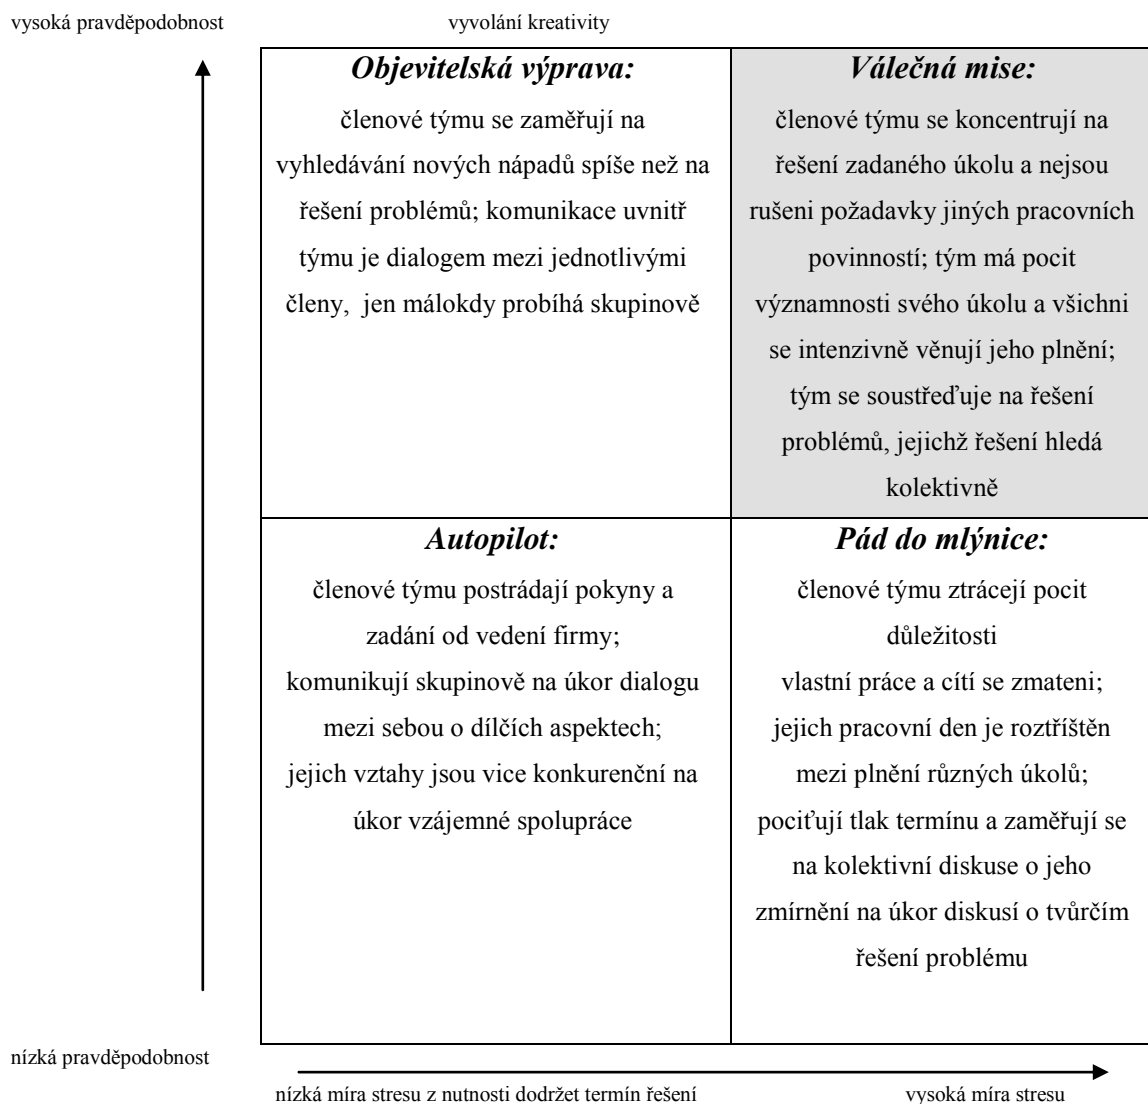 vysoká pravděpodobnost
vyvolání kreativity
Objevitelská výprava:
členové týmu se zaměřují na
vyhledávání nových nápadů spíše než na
řešení problémů; komunikace uvnitř
týmu je dialogem mezi jednotlivými
členy, jen málokdy probíhá skupinově
Válečná mise:
členové týmu se koncentrují na
řešení zadaného úkolu a nejsou
rušeni požadavky jiných pracovních
povinností; tým má pocit
významnosti svého úkolu a všichni
se intenzivně věnují jeho plnění;
tým se soustřeďuje na řešení
problémů, jejichž řešení hledá
kolektivně
Autopilot:
členové týmu postrádají pokyny a
zadání od vedení firmy;
komunikují skupinově na úkor dialogu
mezi sebou o dílčích aspektech;
jejich vztahy jsou vice konkurenční na
úkor vzájemné spolupráce
Pád do mlýnice:
členové týmu ztrácejí pocit
důležitosti
vlastní práce a cítí se zmateni;
jejich pracovní den je roztříštěn
mezi plnění různých úkolů;
pociťují tlak termínu a zaměřují se
na kolektivní diskuse o jeho
zmírnění na úkor diskusí o tvůrčím
řešení problému
nízká pravděpodobnost
nízká míra stresu z nutnosti dodržet termín řešení
vysoká míra stresu